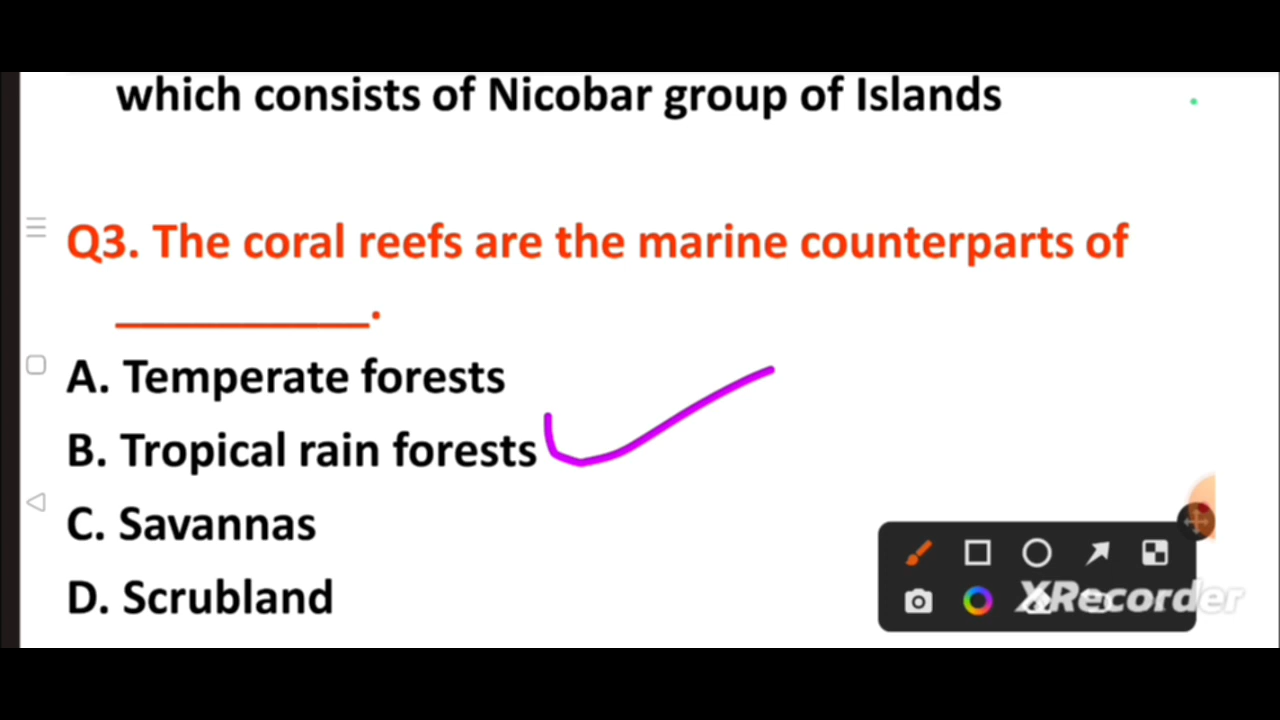 which consists of Nicobar group of Islands
Q3. The coral reefs are the marine counterparts of
____________.
A. Temperate forests
B. Tropical rain forests
C. Savannas
D. Scrubland
XRecorder